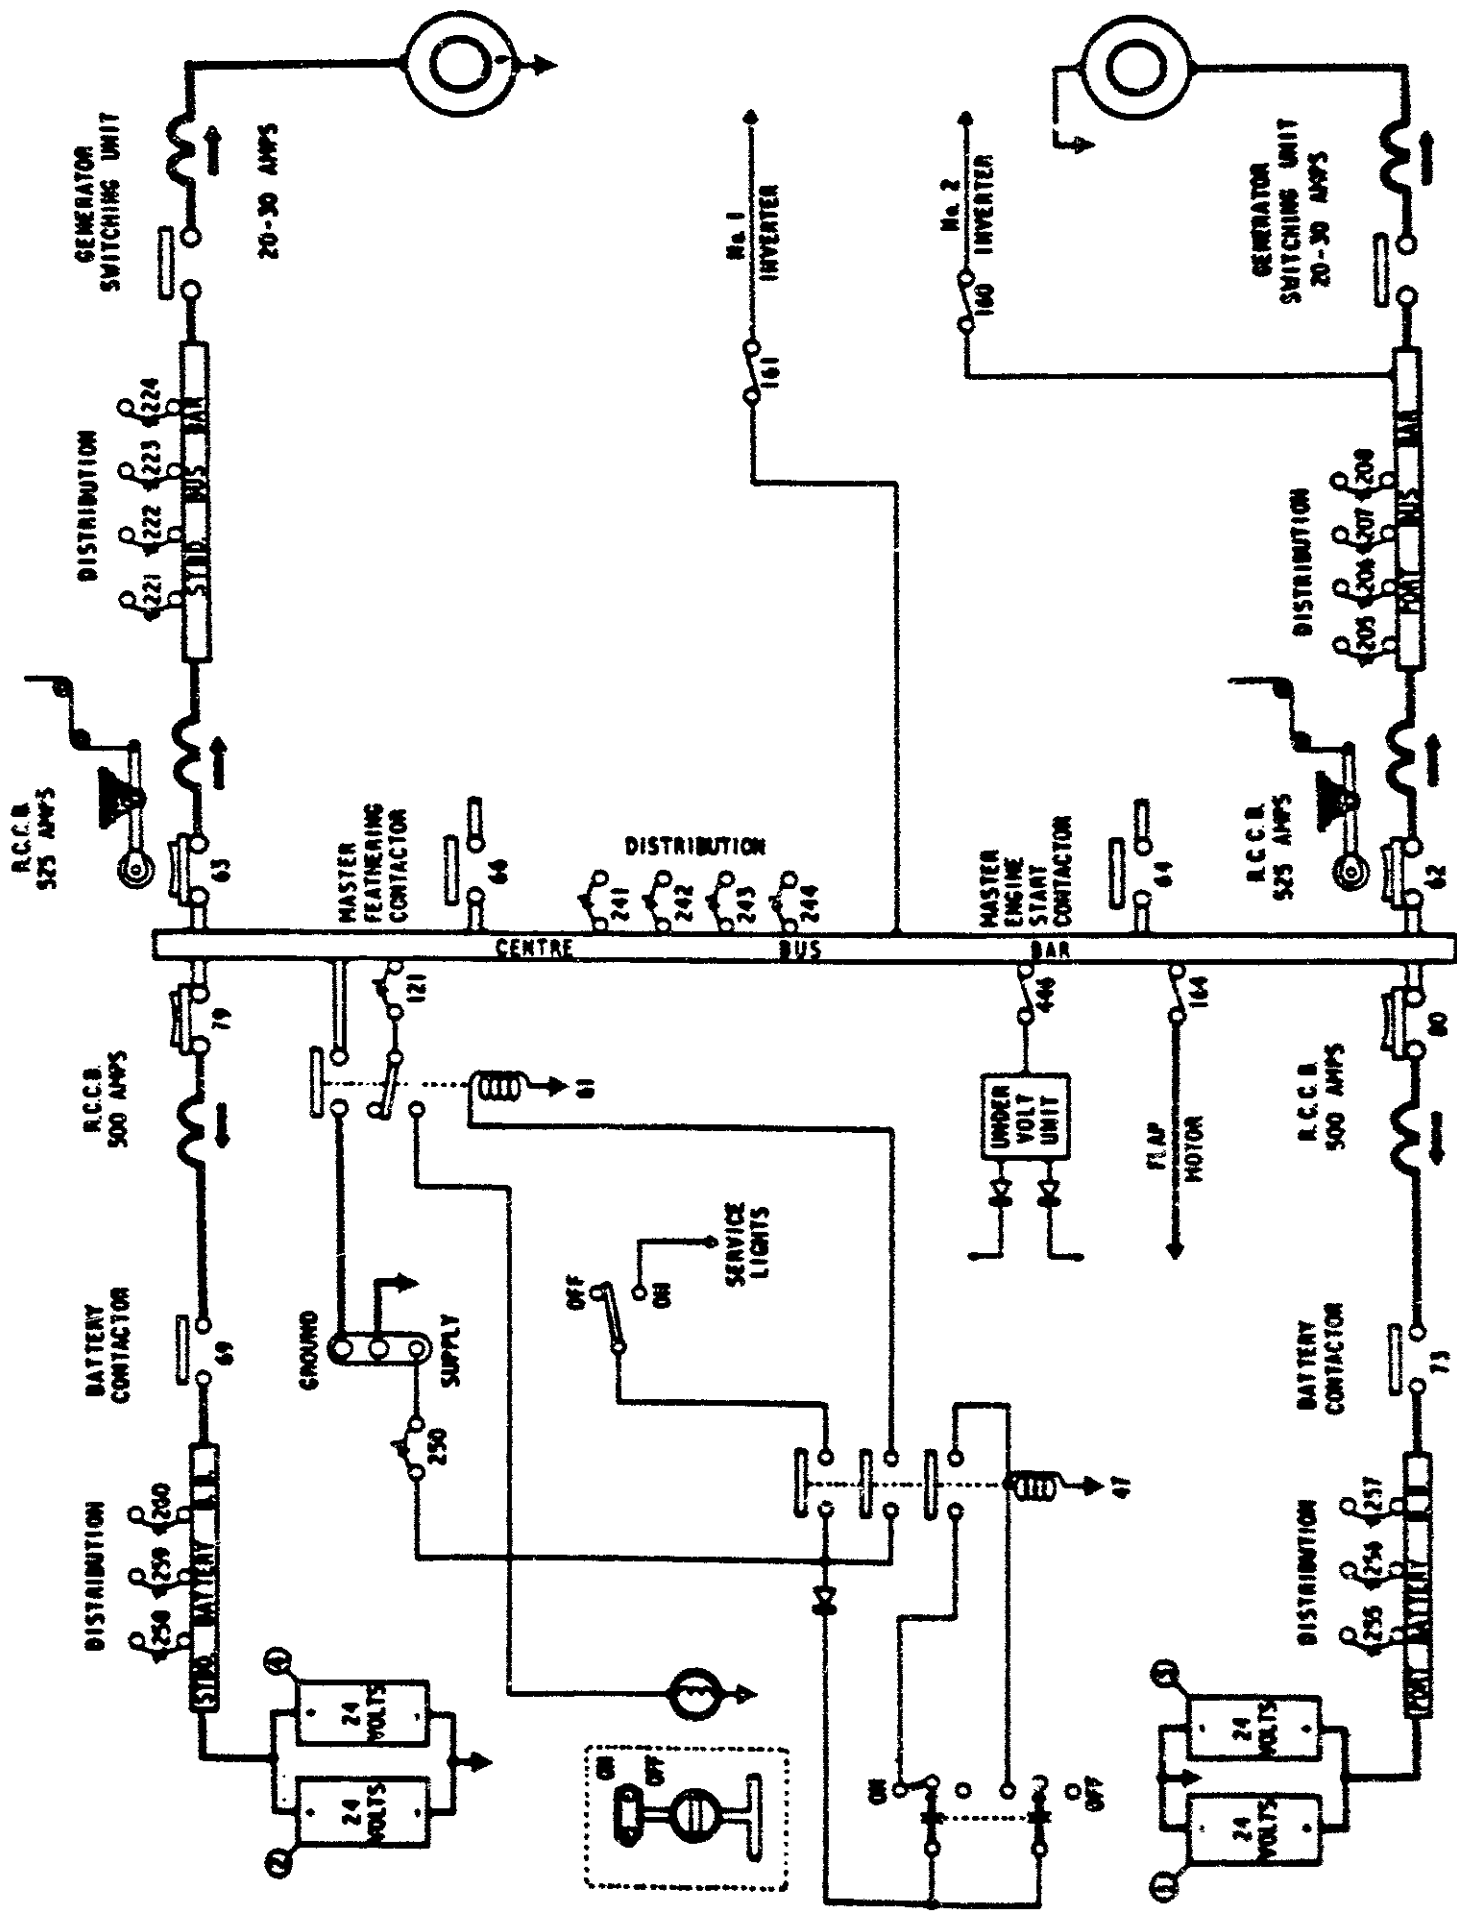 GENERATOR
SWITCHING UNIT
20-30 AMPS
DISTRIBUTION
221
222
223
224
STBD. BUS BAR
R.C.C.B.
525 AMPS
63
R.C.C.B.
500 AMPS
79
BATTERY
CONTACTOR
69
DISTRIBUTION
258
259
260
STBD. BATTERY B.B.
2
4
24
VOLTS
24
VOLTS
MASTER
FEATHERING
CONTACTOR
66
DISTRIBUTION
241
242
243
244
CENTRE BUS BAR
121
61
GROUND
SUPPLY
250
OFF
ON
SERVICE
LIGHTS
47
ON
OFF
ON
OFF
No. 1
INVERTER
161
No. 2
INVERTER
160
MASTER
ENGINE
START
CONTACTOR
64
446
UNDER
VOLT
UNIT
164
FLAP
MOTOR
GENERATOR
SWITCHING UNIT
20-30 AMPS
DISTRIBUTION
205
206
207
208
PORT BUS BAR
R.C.C.B.
525 AMPS
62
R.C.C.B.
500 AMPS
80
BATTERY
CONTACTOR
73
DISTRIBUTION
255
256
257
PORT BATTERY B.B.
1
3
24
VOLTS
24
VOLTS